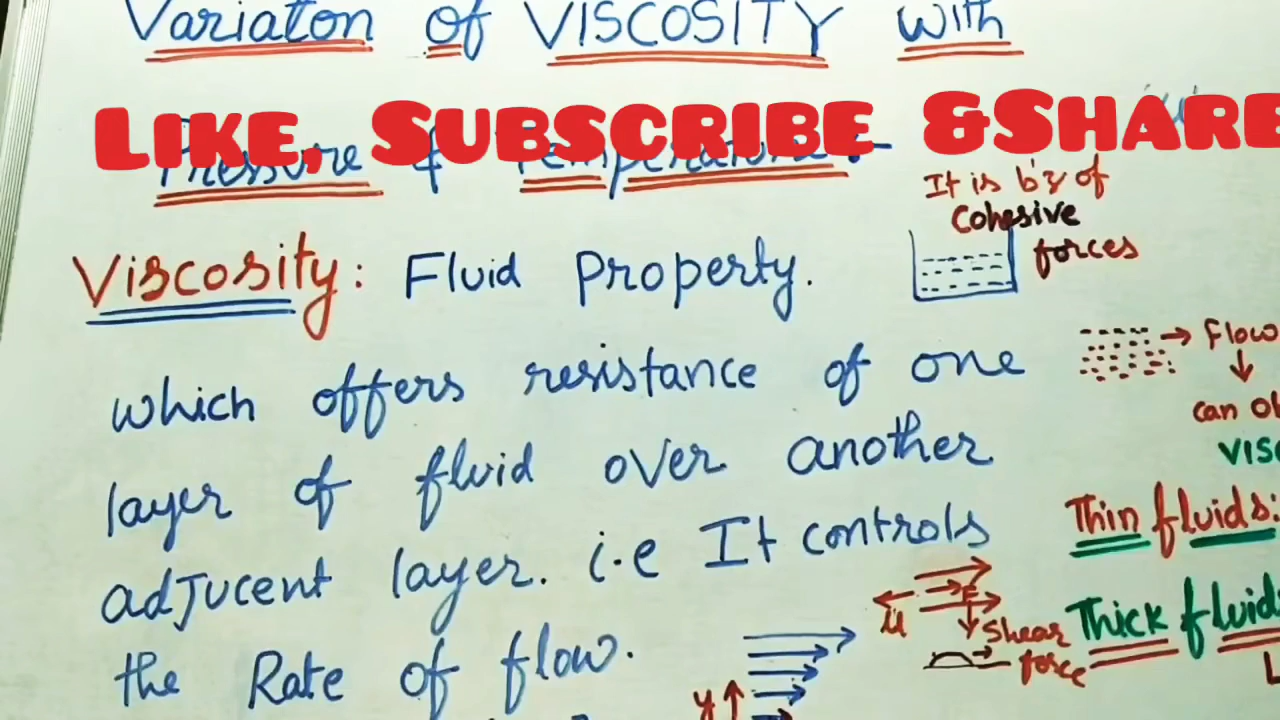 Variaton of VISCOSITY with
LIKE, SUBSCRIBE &SHARE
Pressure & Temperature:-
It is b'z of
Cohesive
forces
Viscosity: Fluid Property.
→ Flow
↓
can
which offers resistance of one
layer of fluid over another
adjucent layer. i.e It controls
the Rate of flow.
Thin fluids:
Thick fluids
μ
F
Shear
force
y